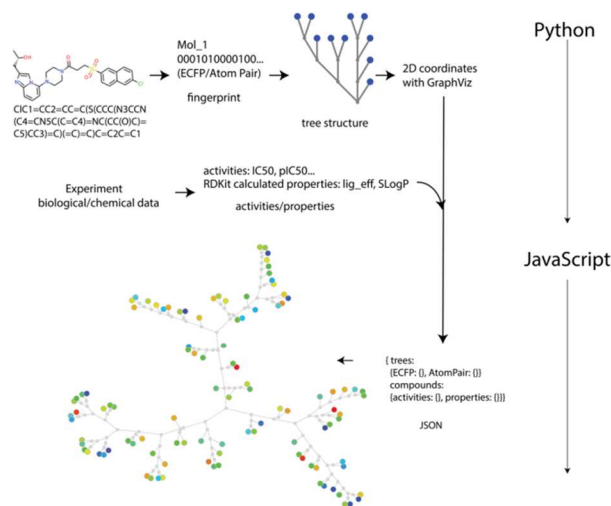 Python
OH
N
N
N
N
O
O
S
O
Cl
Mol_1
0001010000100...
(ECFP/Atom Pair)
fingerprint
tree structure
2D coordinates
with GraphViz
ClC1=CC2=CC=C(S(CCC(N3CCN
(C4=CN5C(C=C4)=NC(CC(O)C)=
C5)CC3)=C)(=C)=C)C=C2C=C1
Experiment
biological/chemical data
activities: IC50, pIC50...
RDKit calculated properties: lig_eff, SLogP
activities/properties
JavaScript
{ trees:
{ECFP: {}, AtomPair: {}}
compounds:
{activities: {}, properties: {}}}
JSON